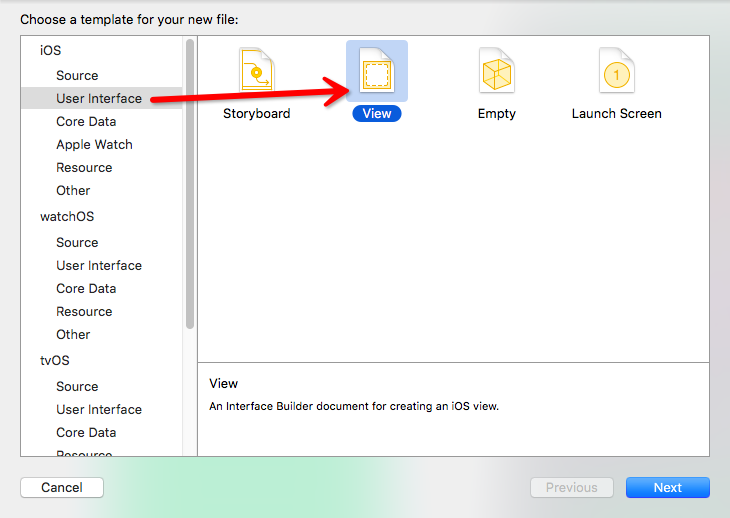 Choose a template for your new file:
iOS
Source
User Interface
Core Data
Apple Watch
Resource
Other
watchOS
Source
User Interface
Core Data
Resource
Other
tvOS
Source
User Interface
Core Data
Resource
Storyboard
View
Empty
1
Launch Screen
View
An Interface Builder document for creating an iOS view.
Cancel
Previous
Next